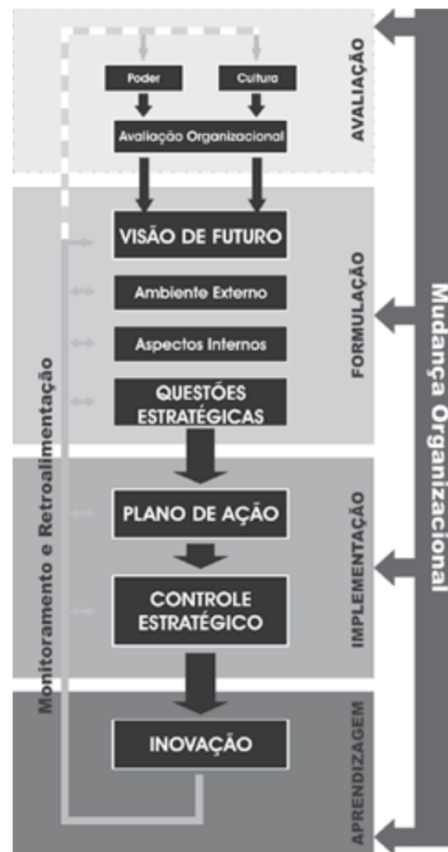 Poder
Cultura
Avaliação Organizacional
AVALIAÇÃO
VISÃO DE FUTURO
Ambiente Externo
Aspectos Internos
QUESTÕES
ESTRATÉGICAS
FORMULAÇÃO
PLANO DE AÇÃO
CONTROLE
ESTRATÉGICO
IMPLEMENTAÇÃO
INOVAÇÃO
APRENDIZAGEM
Monitoramento e Retroalimentação
Mudança Organizacional